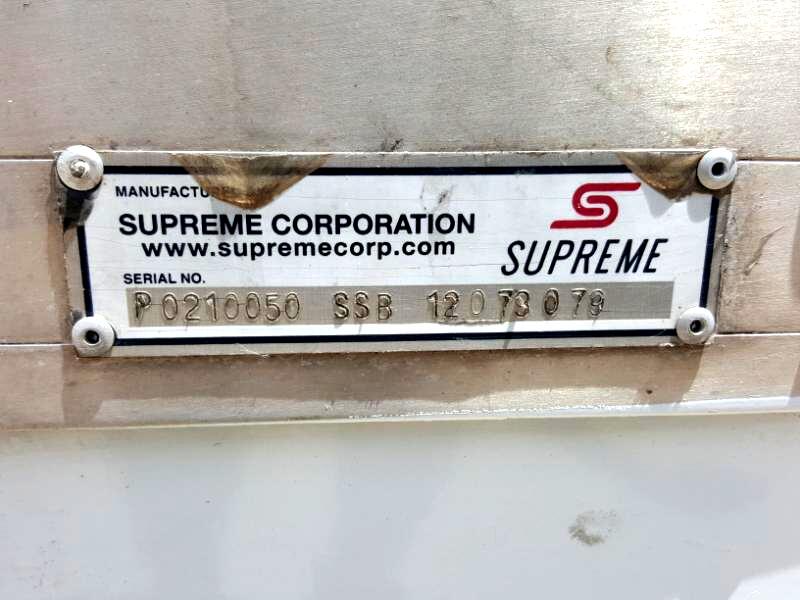 SUPREME CORPORATION
www.supremecorp.com
SUPREME
SERIAL NO.
P0210050 SSB 12073079